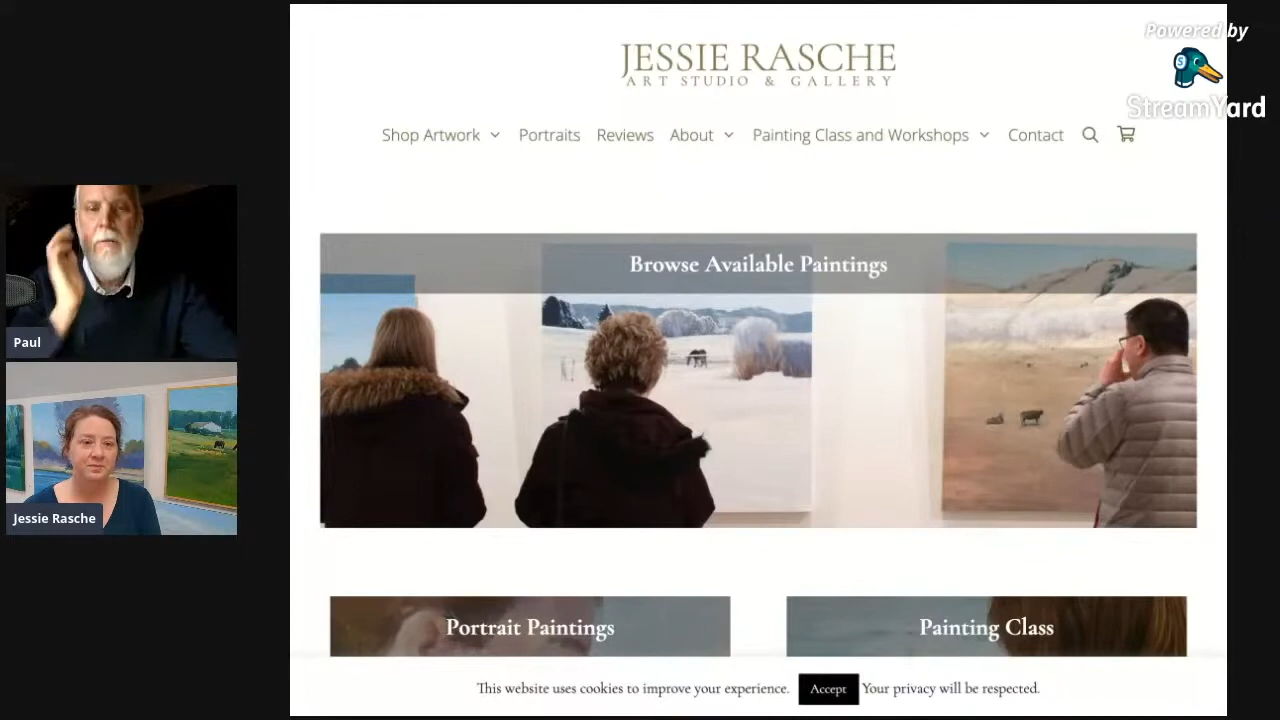 Powered by
StreamYard
JESSIE RASCHE
ART STUDIO & GALLERY
Shop Artwork Portraits Reviews About Painting Class and Workshops Contact
Browse Available Paintings
Paul
Jessie Rasche
Portrait Paintings
Painting Class
This website uses cookies to improve your experience. Accept Your privacy will be respected.